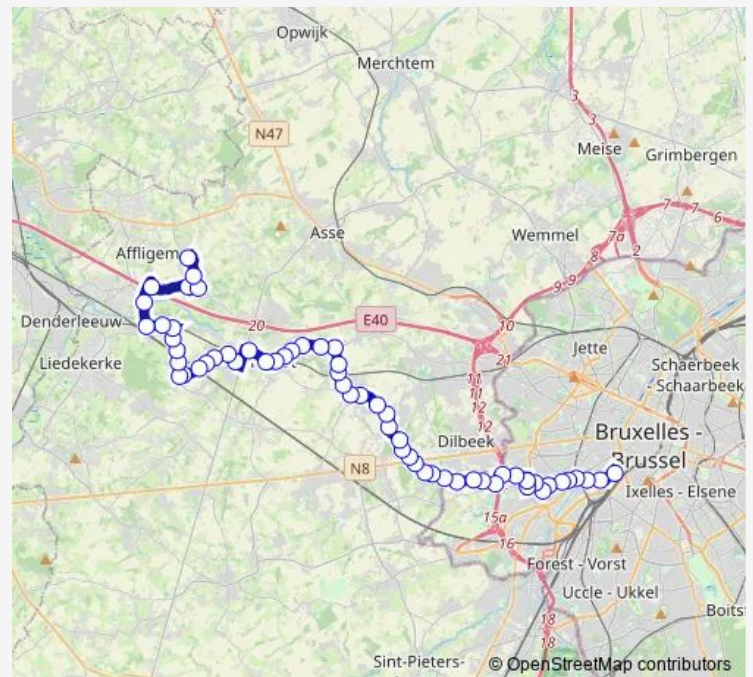 Opwijk
Merchtem
3
3
N47
Meise
Grimbergen
7
7
6
7a
2
Asse
Wemmel
8
Affligem
9
9
Denderleeuw
20
E40
10
Liedekerke
21
Jette
Schaerbeek
- Schaarbeek
11
11
12
12
Dilbeek
Bruxelles -
Brussel
N8
Ixelles - Elsene
15a
16
Forest - Vorst
Uccle - Ukkel
18
18
Boits
Sint-Pieters-
© OpenStreetMap contributors